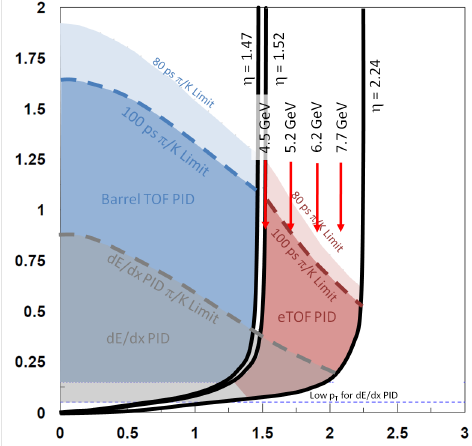 2
1.75
1.5
1.25
1
0.75
0.5
0.25
0
0
0.5
1
1.5
2
2.5
3
80 ps π/K Limit
100 ps π/K Limit
Barrel TOF PID
dE/dx PID π/K Limit
dE/dx PID
η = 1.47
η = 1.52
4.5 GeV
5.2 GeV
6.2 GeV
7.7 GeV
η = 2.24
80 ps π/K Limit
100 ps π/K Limit
eTOF PID
Low pT for dE/dx PID